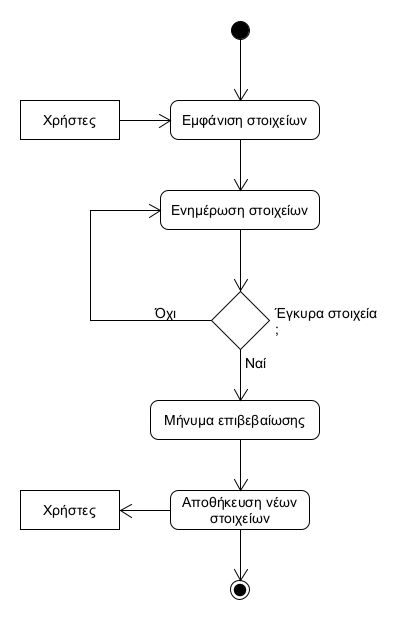 Χρήστες
Εμφάνιση στοιχείων
Ενημέρωση στοιχείων
Όχι
Έγκυρα στοιχεία
;
Ναί
Μήνυμα επιβεβαίωσης
Χρήστες
Αποθήκευση νέων
στοιχείων